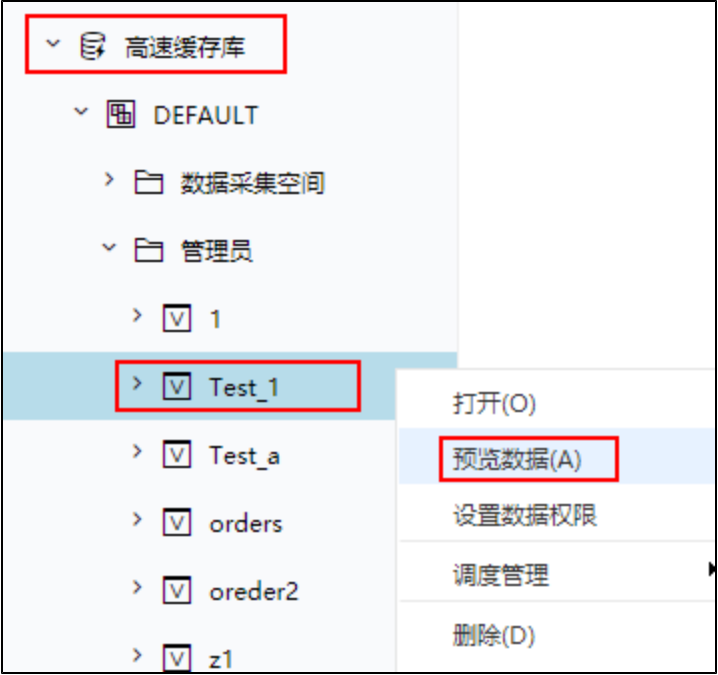 高速缓存库
DEFAULT
数据采集空间
管理员
V 1
V Test_1
打开(O)
V Test_a
预览数据(A)
V orders
设置数据权限
V oreder2
调度管理
V z1
删除(D)